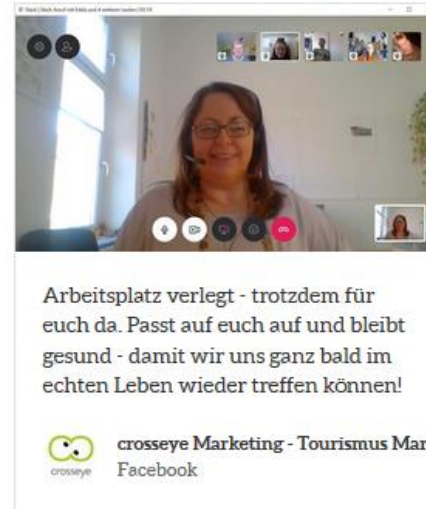 Arbeitsplatz verlegt - trotzdem für
euch da. Passt auf euch auf und bleibt
gesund - damit wir uns ganz bald im
echten Leben wieder treffen können!
crosseye
crosseye Marketing - Tourismus Mar
Facebook